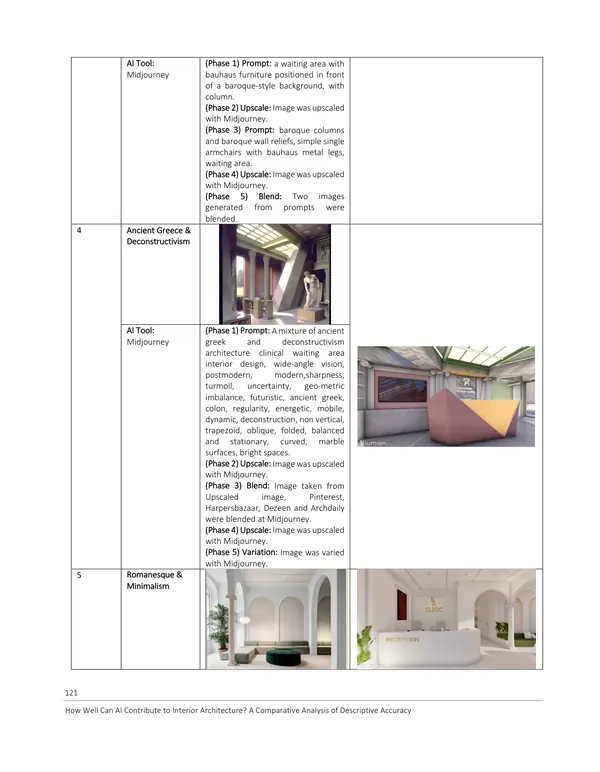 AI Tool:
Midjourney
(Phase 1) Prompt: a waiting area with
bauhaus furniture positioned in front
of a baroque-style background, with
column.
(Phase 2) Upscale: Image was upscaled
with Midjourney.
(Phase 3) Prompt: baroque columns
and baroque wall reliefs, simple single
armchairs with bauhaus metal legs,
waiting area.
(Phase 4) Upscale: Image was upscaled
with Midjourney.
(Phase 5) Blend: Two images
generated from prompts were
blended.
4
Ancient Greece &
Deconstructivism
AI Tool:
Midjourney
(Phase 1) Prompt: A mixture of ancient
greek and deconstructivism
architecture clinical waiting area
interior design, wide-angle vision,
postmodern, modern,sharpness,
turmoil, uncertainty, geo-metric
imbalance, futuristic, ancient greek,
colon, regularity, energetic, mobile,
dynamic, deconstruction, non vertical,
trapezoid, oblique, folded, balanced
and stationary, curved, marble
surfaces, bright spaces.
(Phase 2) Upscale: Image was upscaled
with Midjourney.
(Phase 3) Blend: Image taken from
Upscaled image, Pinterest,
Harpersbazaar, Dezeen and Archdaily
were blended at Midjourney.
(Phase 4) Upscale: Image was upscaled
with Midjourney.
(Phase 5) Variation: Image was varied
with Midjourney.
lumion
5
Romanesque &
Minimalism
CLINIC
RECEPTION
121
How Well Can AI Contribute to Interior Architecture? A Comparative Analysis of Descriptive Accuracy